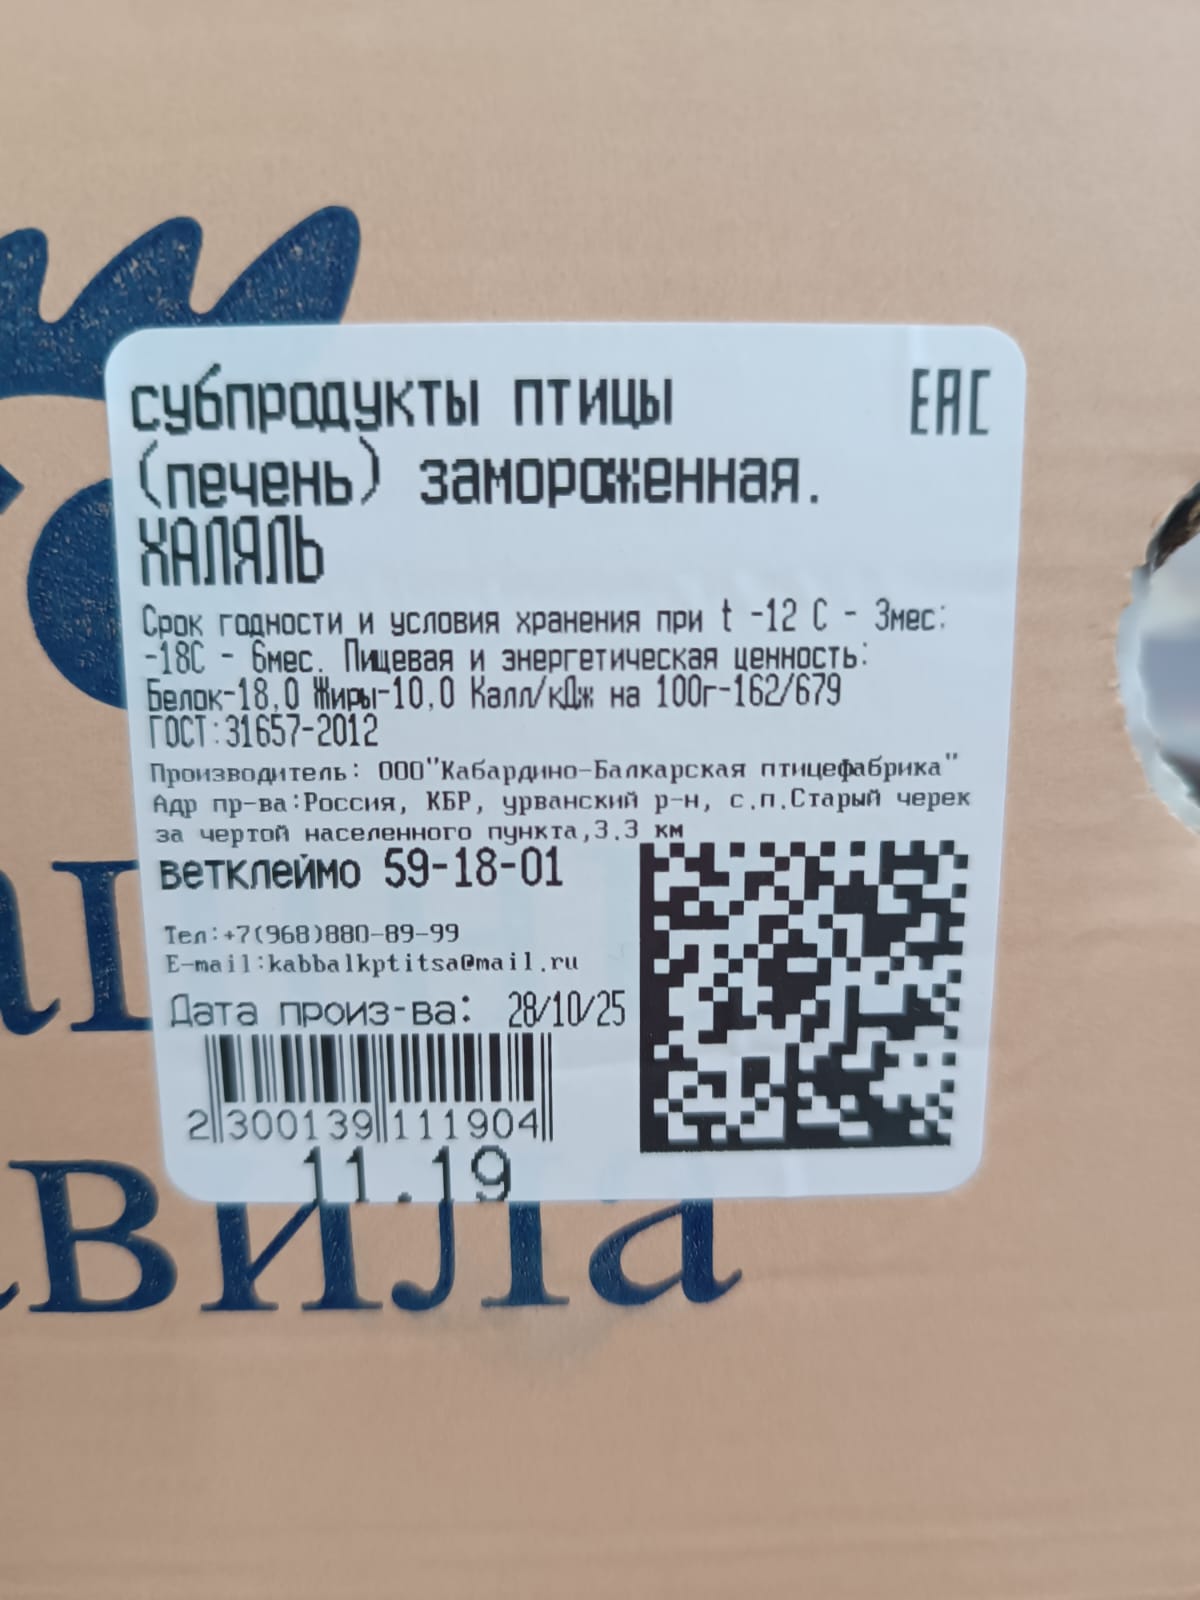 субпродукты птицы
EAC
(печень) замороженная.
ХАЛЯЛЬ
Срок годности и условия хранения при t -12 С - 3мес:
-18С - 6мес. Пищевая и энергетическая ценность:
Белок-18,0 Жиры-10,0 Калл/кДж на 100г-162/679
ГОСТ:31657-2012
Производитель: ООО"Кабардино-Балкарская птицефабрика"
Адр пр-ва:Россия, КБР, урванский р-н, с.п.Старый черек
за чертой населенного пункта,3.3 км
ветклеймо 59-18-01
Тел:+7(968)880-89-99
E-mail:kabbalkptitsa@mail.ru
Дата произ-ва: 28/10/25
2 300139 111904
11.19
вила